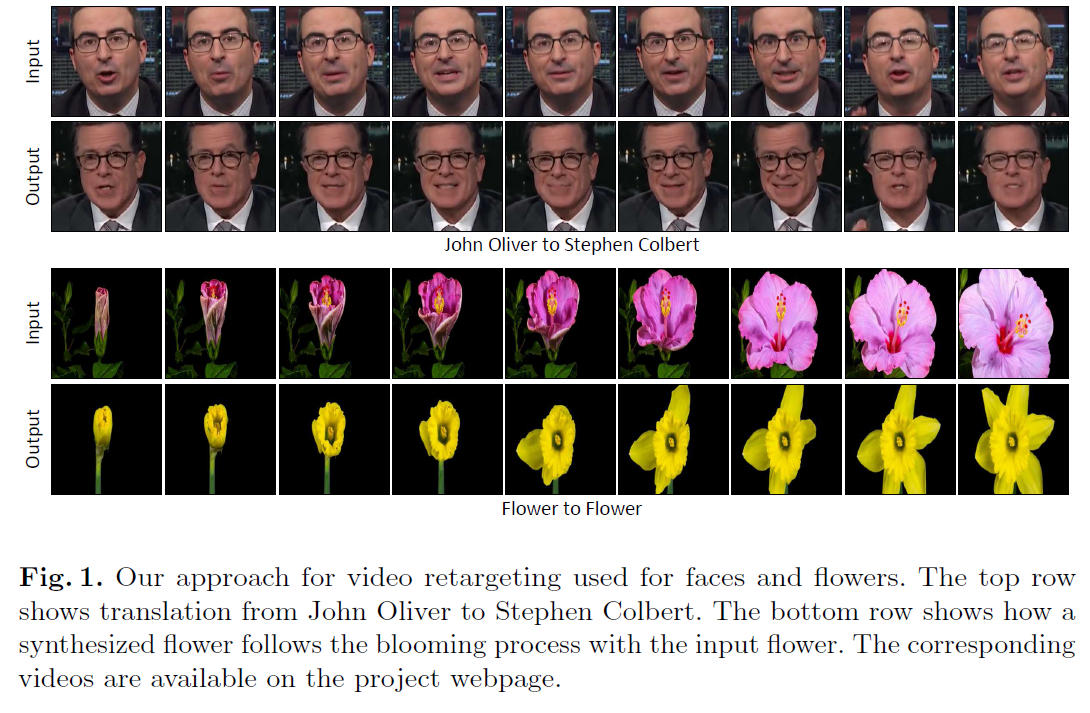 Input
Output
John Oliver to Stephen Colbert
Input
Output
Flower to Flower
Fig. 1. Our approach for video retargeting used for faces and flowers. The top row
shows translation from John Oliver to Stephen Colbert. The bottom row shows how a
synthesized flower follows the blooming process with the input flower. The corresponding
videos are available on the project webpage.